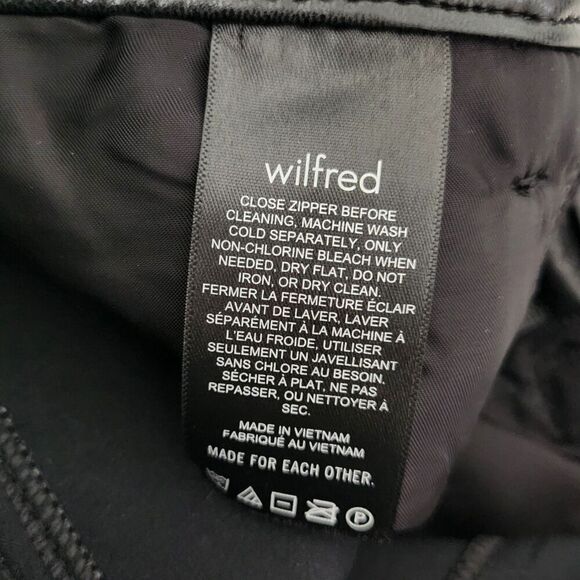 wilfred
CLOSE ZIPPER BEFORE
CLEANING, MACHINE WASH
COLD SEPARATELY, ONLY
NON-CHLORINE BLEACH WHEN
NEEDED, DRY FLAT, DO NOT
IRON, OR DRY CLEAN.
FERMER LA FERMETURE ÉCLAIR
AVANT DE LAVER, LAVER
SÉPARÉMENT À LA MACHINE À
L'EAU FROIDE, UTILISER
SEULEMENT UN JAVELLISANT
SANS CHLORE AU BESOIN.
SÉCHER À PLAT, NE PAS
REPASSER, OU NETTOYER À
SEC.
MADE IN VIETNAM
FABRIQUÉ AU VIETNAM
MADE FOR EACH OTHER.
P